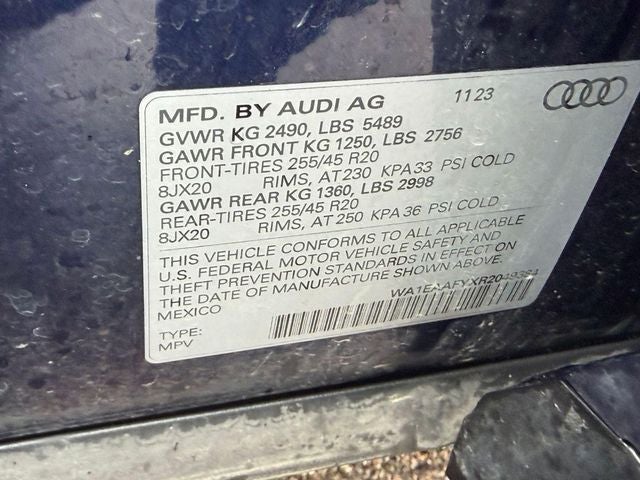 MFD. BY AUDI AG 11 23
GVWR KG 2490, LBS 5489
GAWR FRONT KG 1250, LBS 2756
FRONT-TIRES 255/45 R20
8JX20 RIMS, AT 230 KPA 33 PSI COLD
GAWR REAR KG 1360, LBS 2998
REAR-TIRES 255/45 R20
8JX20 RIMS, AT 250 KPA 36 PSI COLD
THIS VEHICLE CONFORMS TO ALL APPLICABLE
U.S. FEDERAL MOTOR VEHICLE SAFETY AND
THEFT PREVENTION STANDARDS IN EFFECT ON
THE DATE OF MANUFACTURE SHOWN ABOVE.
MEXICO WA1EAAFYXR2049384
TYPE:
MPV